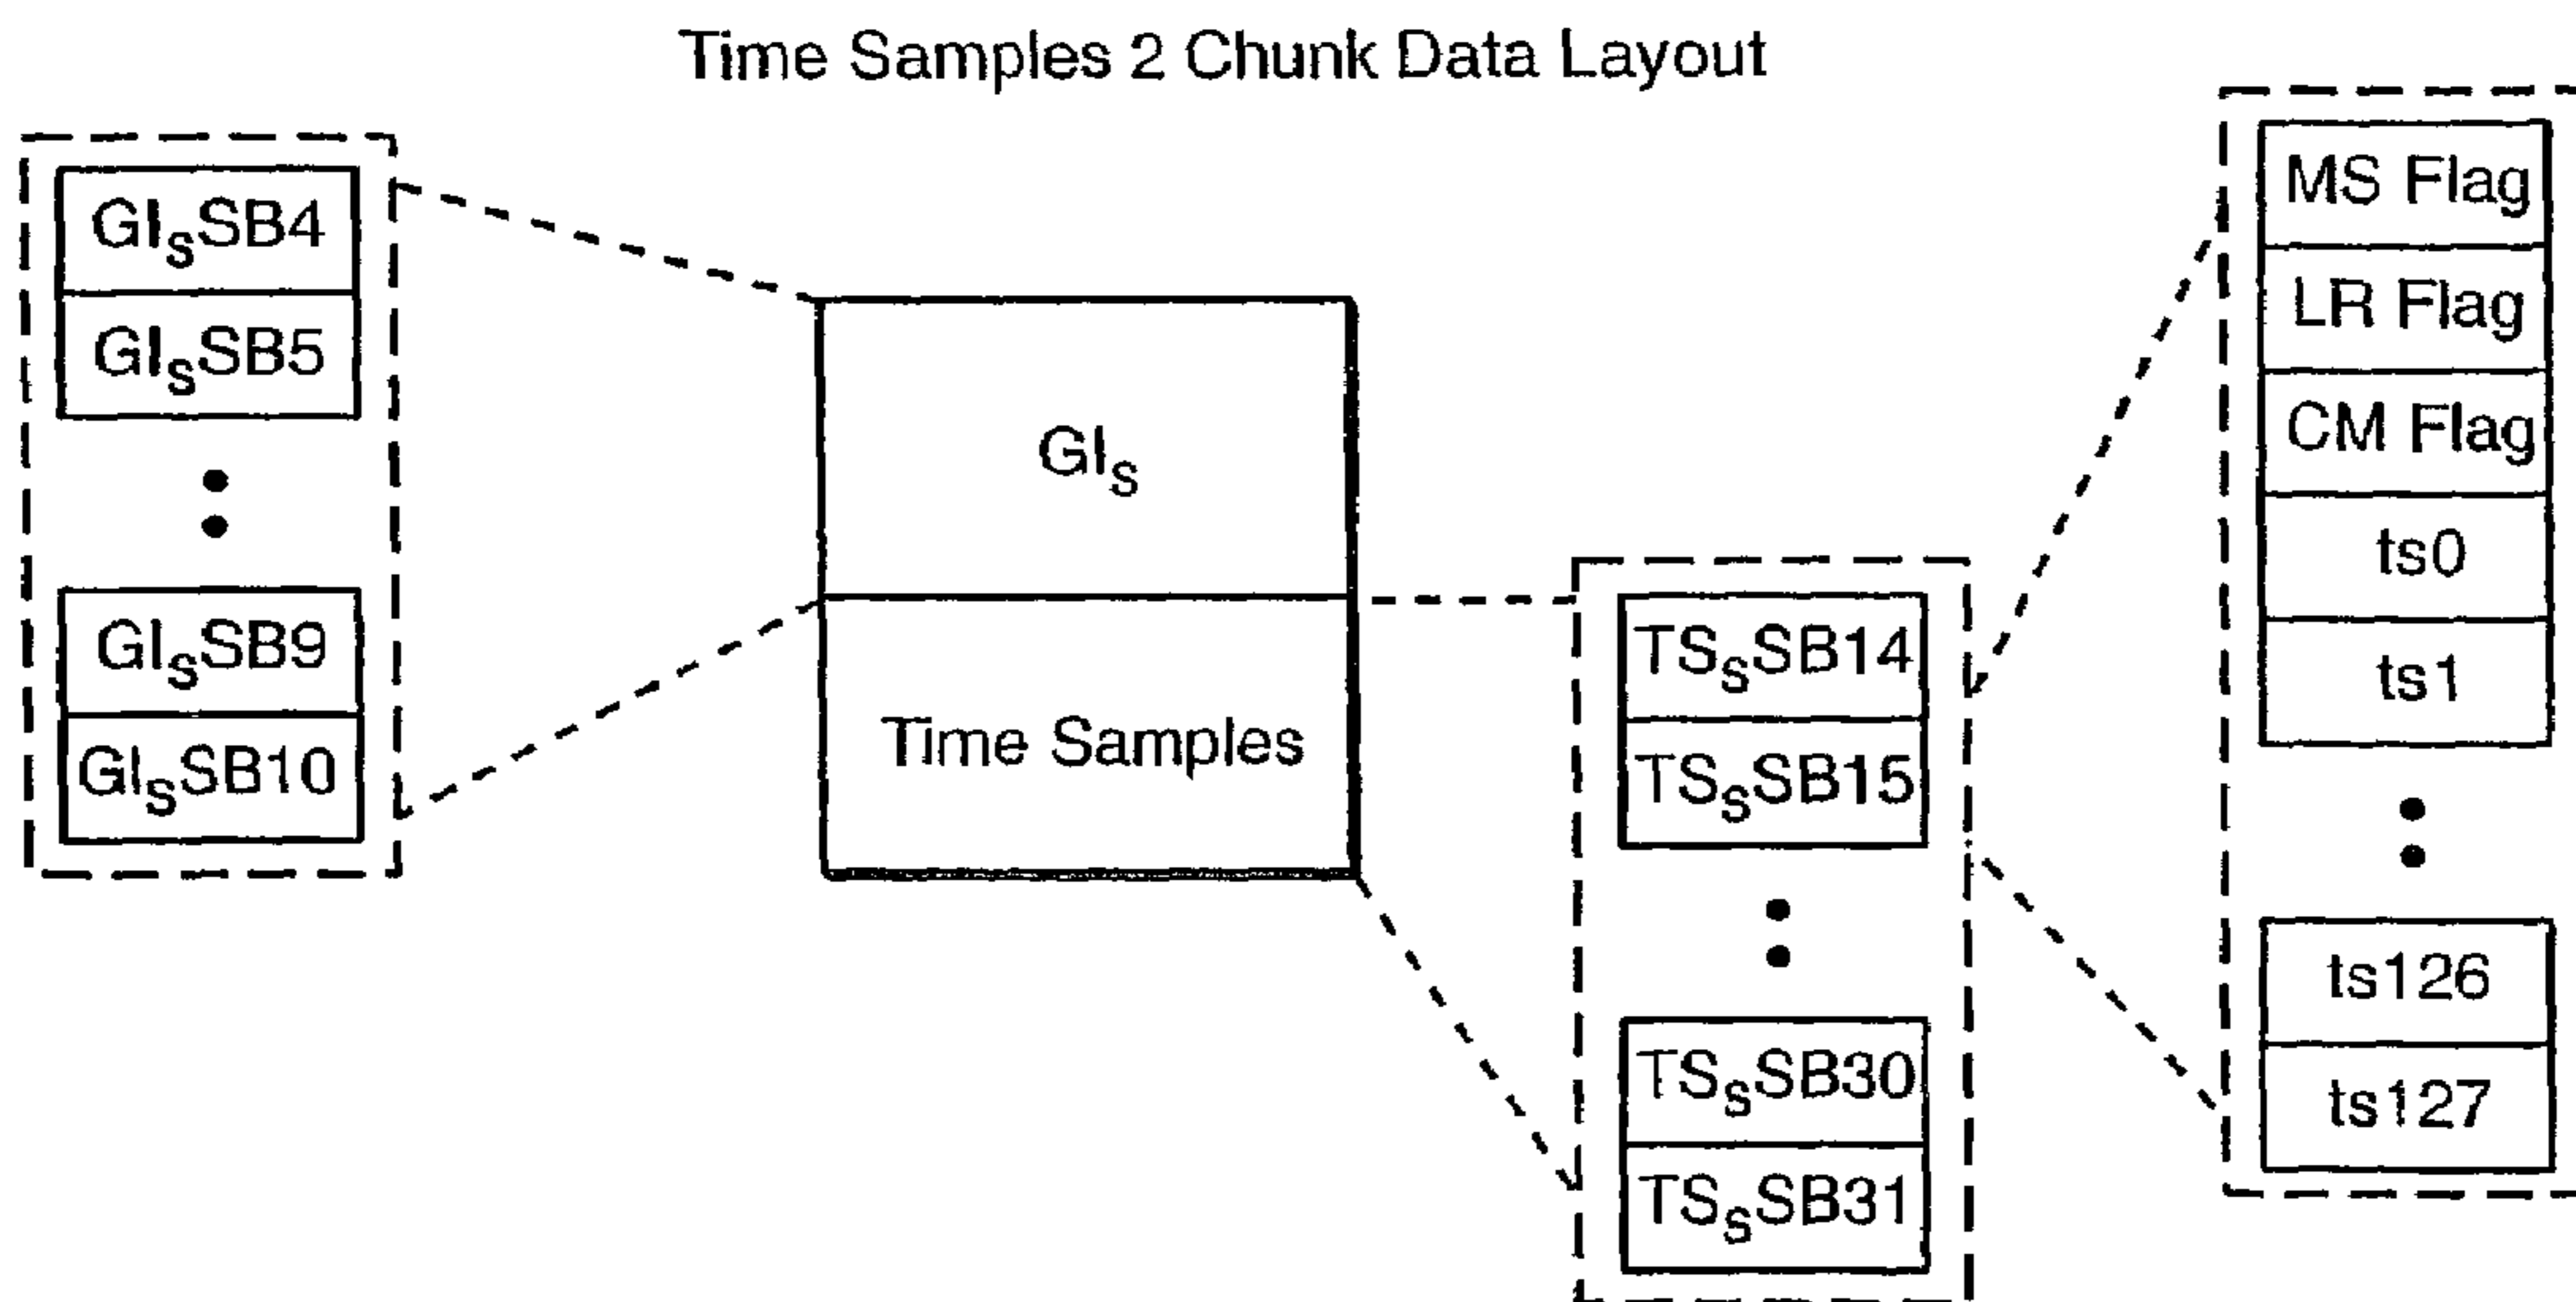 Time Samples 2 Chunk Data Layout
GIsSB4
GIsSB5
GIsSB9
GIsSB10
GIs
Time Samples
TSsSB14
TSsSB15
TSsSB30
TSsSB31
MS Flag
LR Flag
CM Flag
ts0
ts1
ts126
ts127